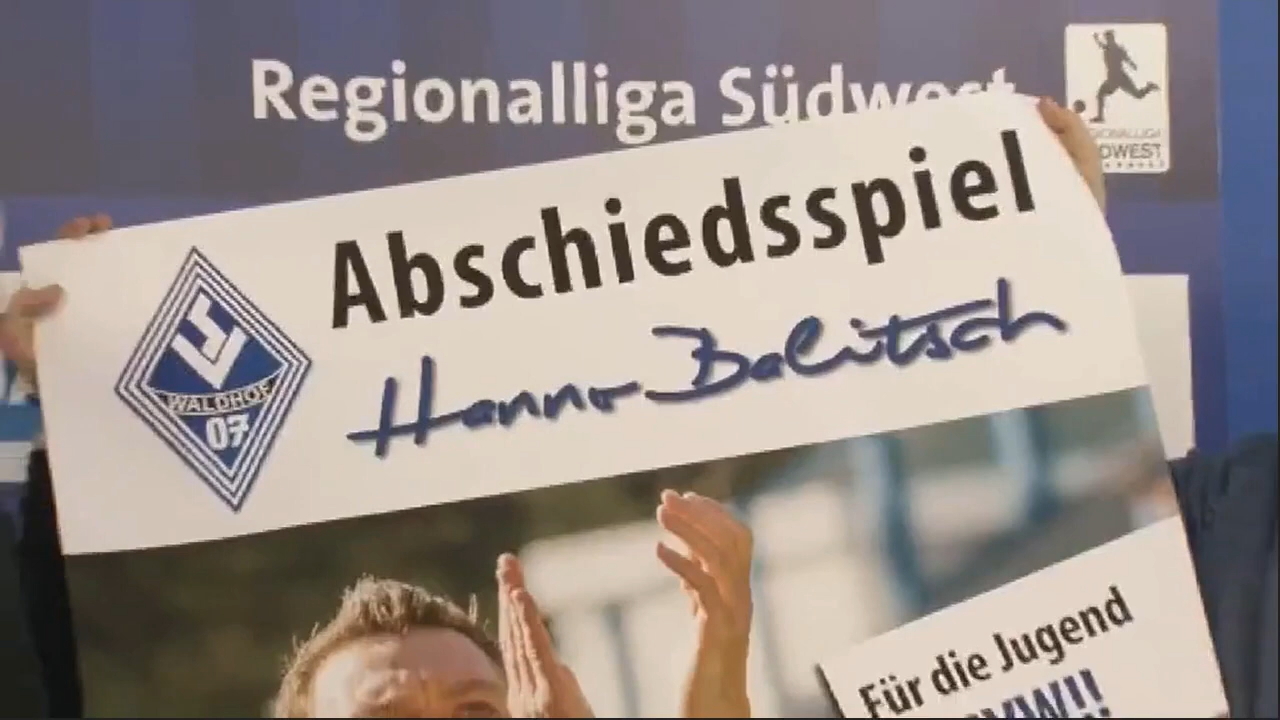 Regionalliga Südwest
Abschiedsspiel
Hanno Balitsch
WALDHOF
07
Für die Jugend